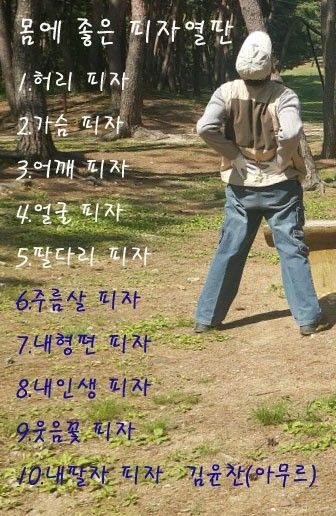 몸에 좋은 피자열판
1.허리 피자
2.가슴 피자
3.어깨 피자
4.얼굴 피자
5.팔다리 피자
6.주름살 피자
7.내형편 피자
8.내인생 피자
9.웃음꽃 피자
10.내팔자 피자 김윤찬(아무르)